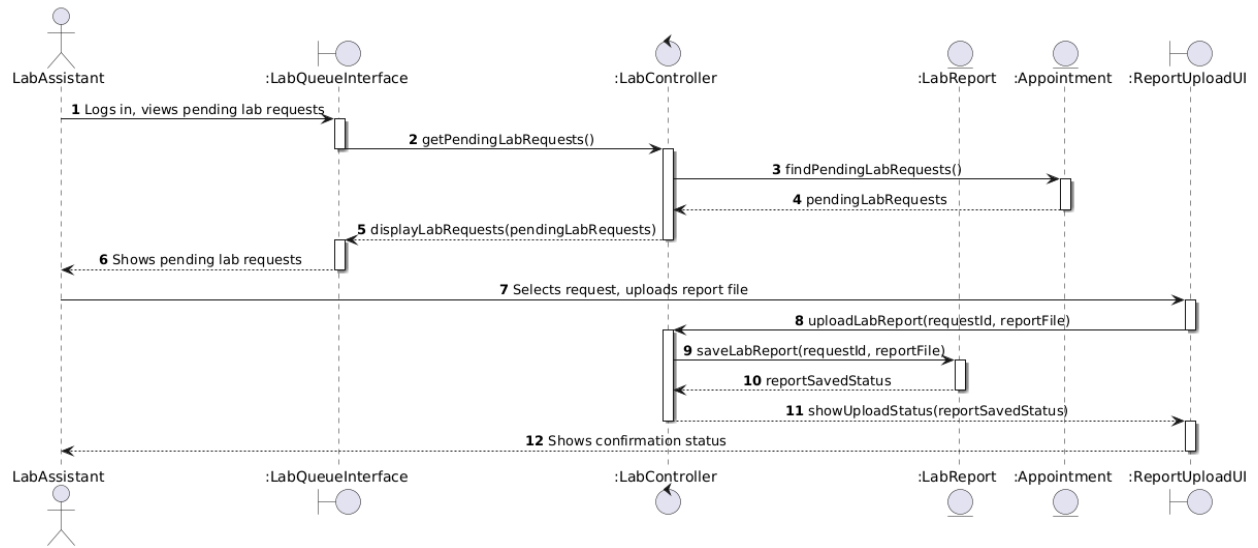 LabAssistant
:LabQueueInterface
:LabController
:LabReport
:Appointment
:ReportUploadUI
1 Logs in, views pending lab requests
2 getPendingLabRequests()
3 findPendingLabRequests()
4 pendingLabRequests
5 displayLabRequests(pendingLabRequests)
6 Shows pending lab requests
7 Selects request, uploads report file
8 uploadLabReport(requestId, reportFile)
9 saveLabReport(requestId, reportFile)
10 reportSavedStatus
11 showUploadStatus(reportSavedStatus)
12 Shows confirmation status
LabAssistant
:LabQueueInterface
:LabController
:LabReport
:Appointment
:ReportUploadUI